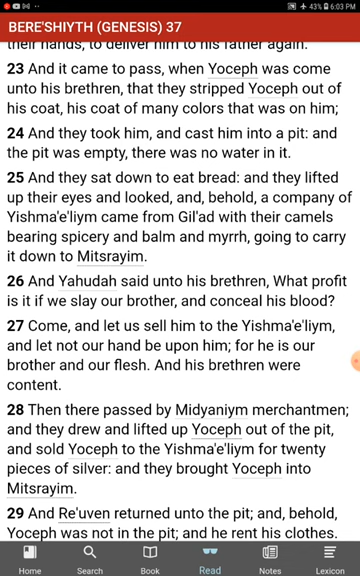 43% 6:03 PM
BERE'SHIYTH (GENESIS) 37
their hands, to deliver him to his father again.
23 And it came to pass, when Yoceph was come
unto his brethren, that they stripped Yoceph out of
his coat, his coat of many colors that was on him;
24 And they took him, and cast him into a pit: and
the pit was empty, there was no water in it.
25 And they sat down to eat bread: and they lifted
up their eyes and looked, and, behold, a company of
Yishma'e'liym came from Gil'ad with their camels
bearing spicery and balm and myrrh, going to carry
it down to Mitsrayim.
26 And Yahudah said unto his brethren, What profit
is it if we slay our brother, and conceal his blood?
27 Come, and let us sell him to the Yishma'e'liym,
and let not our hand be upon him; for he is our
brother and our flesh. And his brethren were
content.
28 Then there passed by Midyaniym merchantmen;
and they drew and lifted up Yoceph out of the pit,
and sold Yoceph to the Yishma'e'liym for twenty
pieces of silver: and they brought Yoceph into
Mitsrayim.
29 And Re'uven returned unto the pit; and, behold,
Yoceph was not in the pit; and he rent his clothes.
Home Search Book Read Notes Lexicon